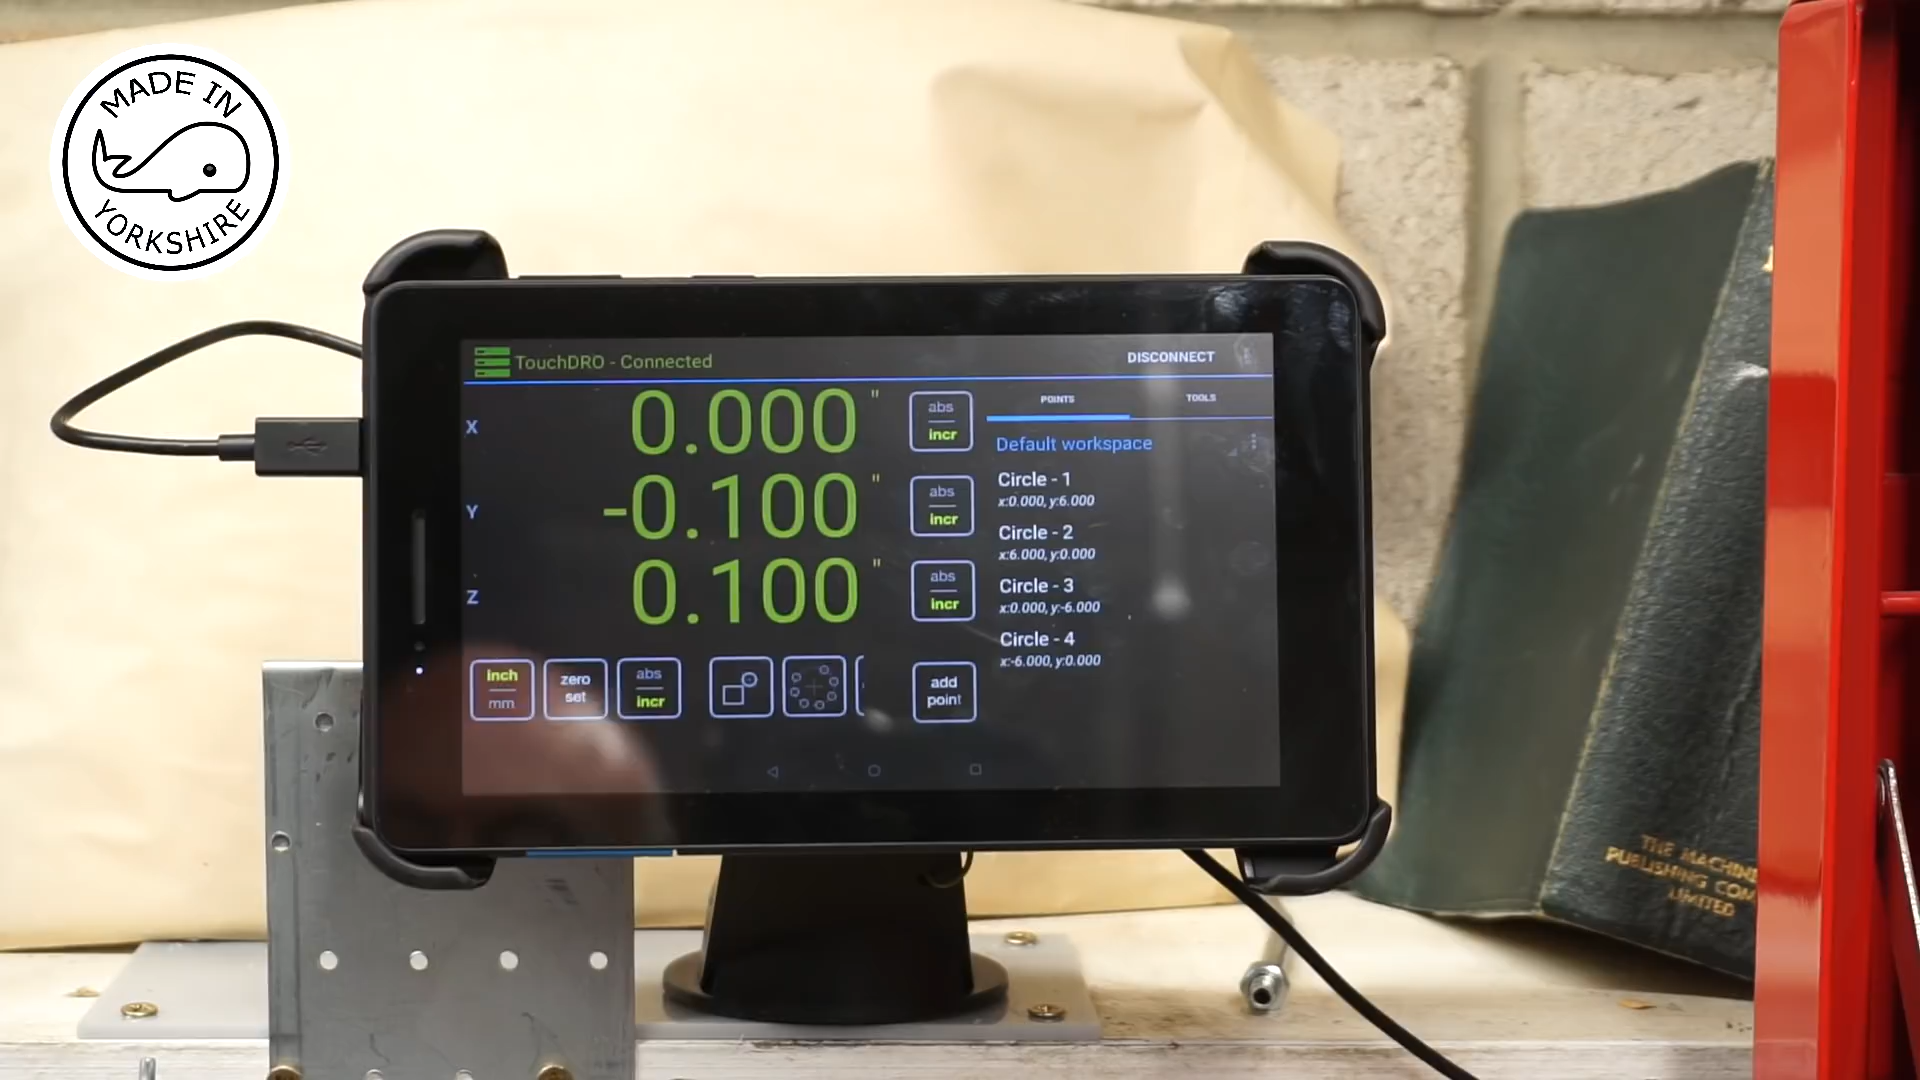 MADE IN
YORKSHIRE
TouchDRO - Connected
DISCONNECT
X
0.000 "
abs
incr
Y
-0.100 "
abs
incr
Z
0.100 "
abs
incr
inch
mm
zero
set
abs
incr
add
point
POINTS
TOOLS
Default workspace
Circle - 1
x:0.000, y:6.000
Circle - 2
x:6.000, y:0.000
Circle - 3
x:0.000, y:-6.000
Circle - 4
x:-6.000, y:0.000
THE MACHINE
PUBLISHING COM
LIMITED